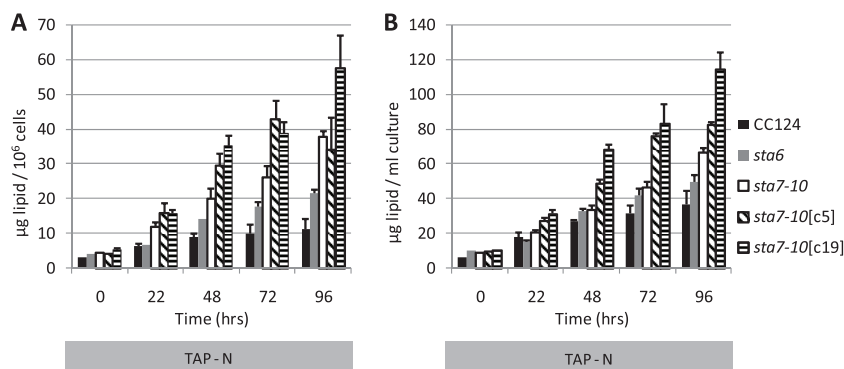 A
µg lipid / 10⁶ cells
70
60
50
40
30
20
10
0
0 22 48 72 96
Time (hrs)
TAP - N
B
µg lipid / ml culture
140
120
100
80
60
40
20
0
0 22 48 72 96
Time (hrs)
TAP - N
CC124
sta6
sta7-10
sta7-10[c5]
sta7-10[c19]